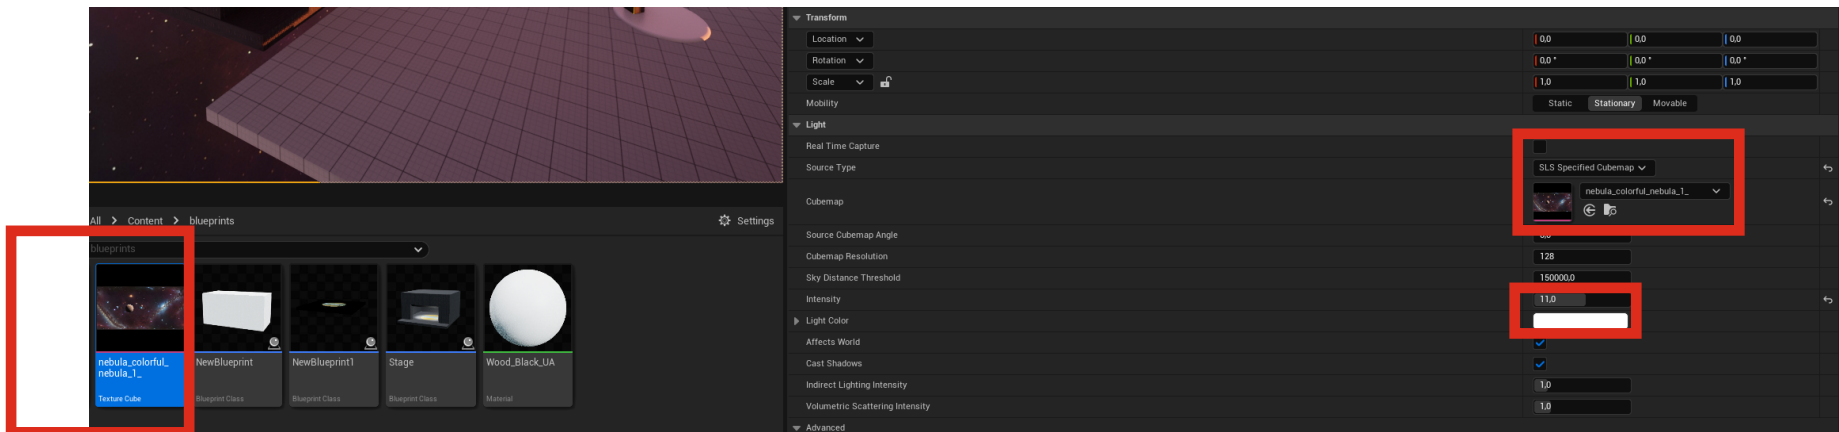 Transform
Location
0,0 0,0 0,0
Rotation
0,0 ° 0,0 ° 0,0 °
Scale
1,0 1,0 1,0
Mobility
Static Stationary Movable
Light
Real Time Capture
Source Type
SLS Specified Cubemap
Cubemap
nebula_colorful_nebula_1_
Source Cubemap Angle
0,0
Cubemap Resolution
128
Sky Distance Threshold
150000,0
Intensity
11,0
Light Color
Affects World
Cast Shadows
Indirect Lighting Intensity
1,0
Volumetric Scattering Intensity
1,0
Advanced
All Content blueprints
Settings
blueprints
nebula_colorful_
nebula_1_
Texture Cube
NewBlueprint
Blueprint Class
NewBlueprint1
Blueprint Class
Stage
Blueprint Class
Wood_Black_UA
Material